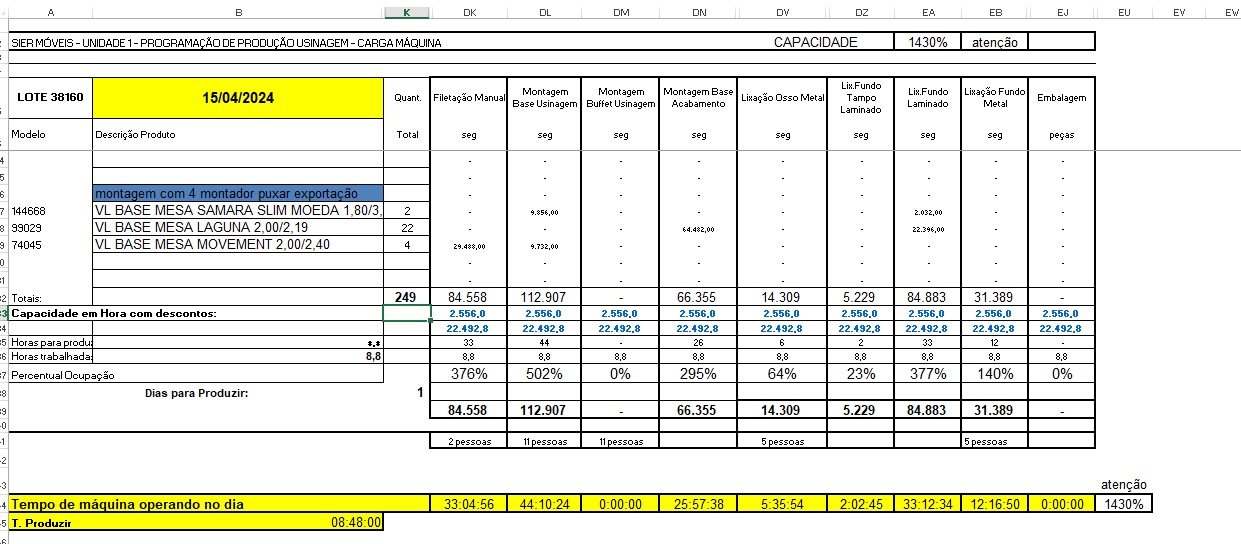 A B K DK DL DM DN DV DZ EA EB EJ EU EV EW
SIER MÓVEIS - UNIDADE 1 - PROGRAMAÇÃO DE PRODUÇÃO USINAGEM - CARGA MÁQUINA CAPACIDADE 1430% atenção
LOTE 38160 15/04/2024 Quant. Filetação Manual Montagem Base Usinagem Montagem Buffet Usinagem Montagem Base Acabamento Lixação Osso Metal Lix.Fundo Tampo Laminado Lix.Fundo Laminado Lixação Fundo Metal Embalagem
Modelo Descrição Produto Total seg seg seg seg seg seg seg seg peças
- - - - - - - - -
- - - - - - - - -
montagem com 4 montador puxar exportação - - - - - - - - -
144668 VL BASE MESA SAMARA SLIM MOEDA 1,80/3, 2 - 9.856,00 - - - - 2.032,00 - -
99029 VL BASE MESA LAGUNA 2,00/2,19 22 - - - 64.482,00 - - 22.396,00 - -
74045 VL BASE MESA MOVEMENT 2,00/2,40 4 29.488,00 9.732,00 - - - - - - -
- - - - - - - - -
- - - - - - - - -
Totais: 249 84.558 112.907 - 66.355 14.309 5.229 84.883 31.389 -
Capacidade em Hora com descontos: 2.556,0 2.556,0 2.556,0 2.556,0 2.556,0 2.556,0 2.556,0 2.556,0 2.556,0
22.492,8 22.492,8 22.492,8 22.492,8 22.492,8 22.492,8 22.492,8 22.492,8 22.492,8
Horas para produz *,* 33 44 - 26 6 2 33 12 -
Horas trabalhadas 8,8 8,8 8,8 8,8 8,8 8,8 8,8 8,8 8,8 8,8
Percentual Ocupação 376% 502% 0% 295% 64% 23% 377% 140% 0%
Dias para Produzir: 1
84.558 112.907 - 66.355 14.309 5.229 84.883 31.389 -
2 pessoas 11 pessoas 11 pessoas 5 pessoas 5 pessoas
atenção
Tempo de máquina operando no dia 33:04:56 44:10:24 0:00:00 25:57:38 5:35:54 2:02:45 33:12:34 12:16:50 0:00:00 1430%
T. Produzir 08:48:00